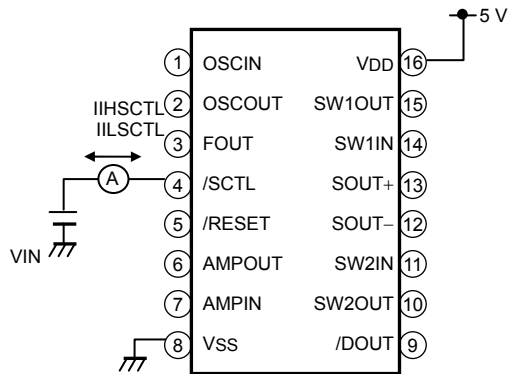 5 V
1 OSCIN VDD 16
IIHSCTL 2 OSCOUT SW1OUT 15
IILSCTL 3 FOUT SW1IN 14
A 4 /SCTL SOUT+ 13
5 /RESET SOUT− 12
VIN 6 AMPOUT SW2IN 11
7 AMPIN SW2OUT 10
8 VSS /DOUT 9